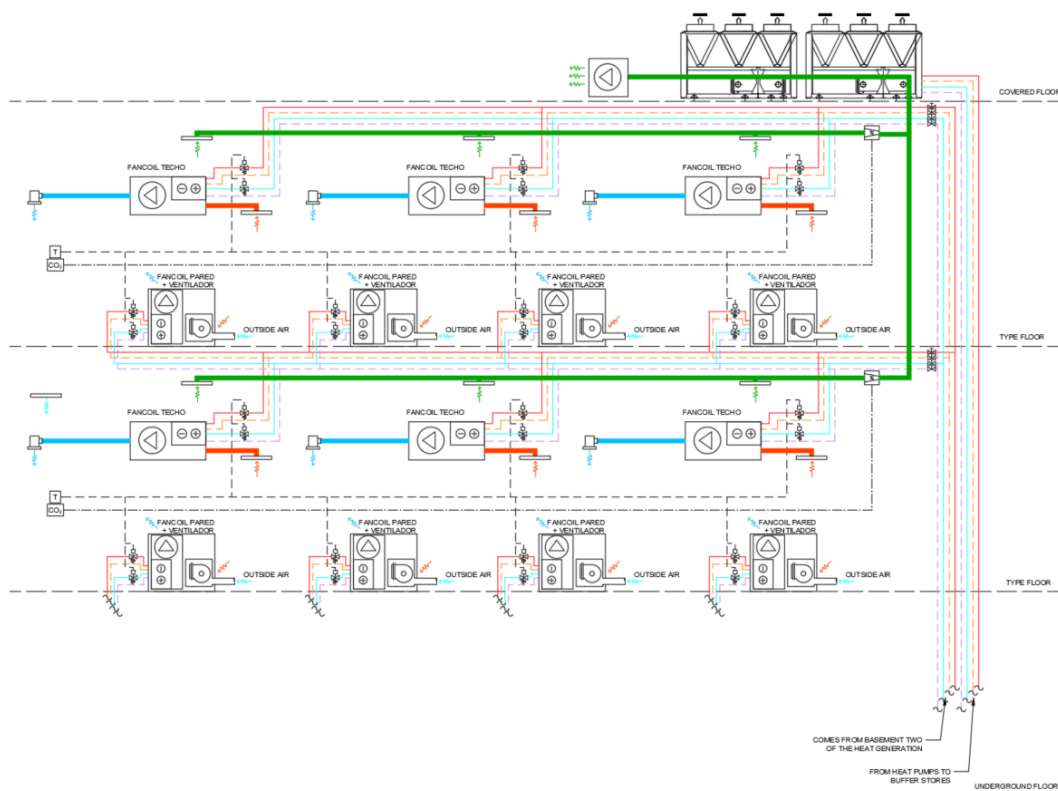 COVERED FLOOR
FANCOIL TECHO
FANCOIL TECHO
FANCOIL TECHO
T
CO2
FANCOIL PARED
+ VENTILADOR
FANCOIL PARED
+ VENTILADOR
FANCOIL PARED
+ VENTILADOR
FANCOIL PARED
+ VENTILADOR
OUTSIDE AIR
OUTSIDE AIR
OUTSIDE AIR
OUTSIDE AIR
TYPE FLOOR
FANCOIL TECHO
FANCOIL TECHO
FANCOIL TECHO
T
CO2
FANCOIL PARED
+ VENTILADOR
FANCOIL PARED
+ VENTILADOR
FANCOIL PARED
+ VENTILADOR
FANCOIL PARED
+ VENTILADOR
OUTSIDE AIR
OUTSIDE AIR
OUTSIDE AIR
OUTSIDE AIR
TYPE FLOOR
COMES FROM BASEMENT TWO
OF THE HEAT GENERATION
FROM HEAT PUMPS TO
BUFFER STORES
UNDERGROUND FLOOR